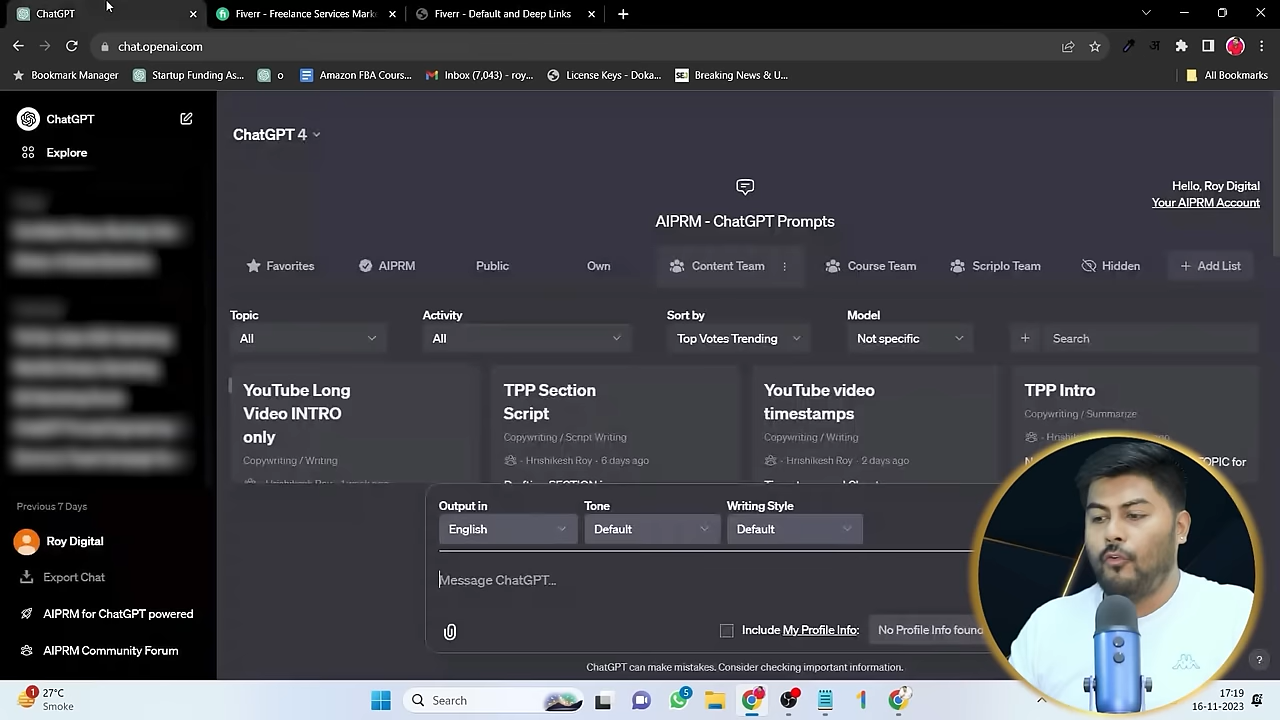 ChatGPT
Fiverr - Freelance Services Mark
Fiverr - Default and Deep Links
chat.openai.com
Bookmark Manager
Startup Funding As...
o
Amazon FBA Cours...
Inbox (7,043) - roy...
License Keys - Doka...
SE
Breaking News & U...
All Bookmarks
ChatGPT
Explore
ChatGPT 4
Hello, Roy Digital
Your AIPRM Account
AIPRM - ChatGPT Prompts
Favorites
AIPRM
Public
Own
Content Team
Course Team
Scriplo Team
Hidden
+ Add List
Topic
Activity
Sort by
Model
All
All
Top Votes Trending
Not specific
+
Search
YouTube Long
Video INTRO
only
Copywriting / Writing
TPP Section
Script
Copywriting / Script Writing
Hrishikesh Roy - 6 days ago
YouTube video
timestamps
Copywriting / Writing
Hrishikesh Roy - 2 days ago
TPP Intro
Copywriting / Summarize
TOPIC for
Previous 7 Days
Roy Digital
Export Chat
AIPRM for ChatGPT powered
AIPRM Community Forum
Output in
Tone
Writing Style
English
Default
Default
Message ChatGPT...
Include My Profile Info:
No Profile Info found
ChatGPT can make mistakes. Consider checking important information.
?
1
27°C
Smoke
Search
5
17:19
16-11-2023